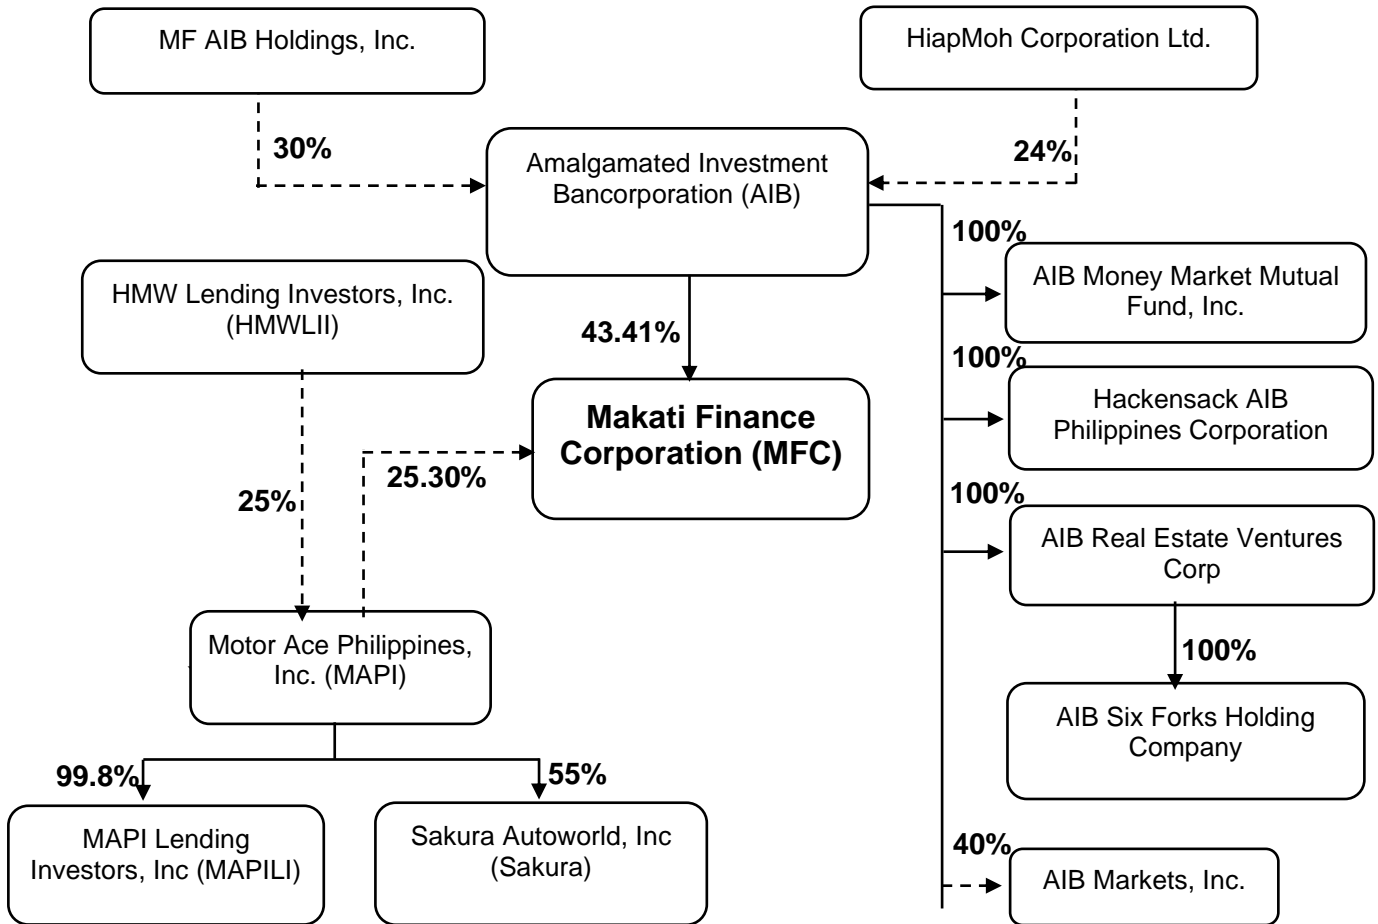 MF AIB Holdings, Inc.
HiapMoh Corporation Ltd.
30%
24%
Amalgamated Investment
Bancorporation (AIB)
100%
AIB Money Market Mutual
Fund, Inc.
HMW Lending Investors, Inc.
(HMWLII)
43.41%
100%
Hackensack AIB
Philippines Corporation
Makati Finance
Corporation (MFC)
25.30%
25%
100%
AIB Real Estate Ventures
Corp
Motor Ace Philippines,
Inc. (MAPI)
100%
AIB Six Forks Holding
Company
99.8%
55%
MAPI Lending
Investors, Inc (MAPILI)
Sakura Autoworld, Inc
(Sakura)
40%
AIB Markets, Inc.